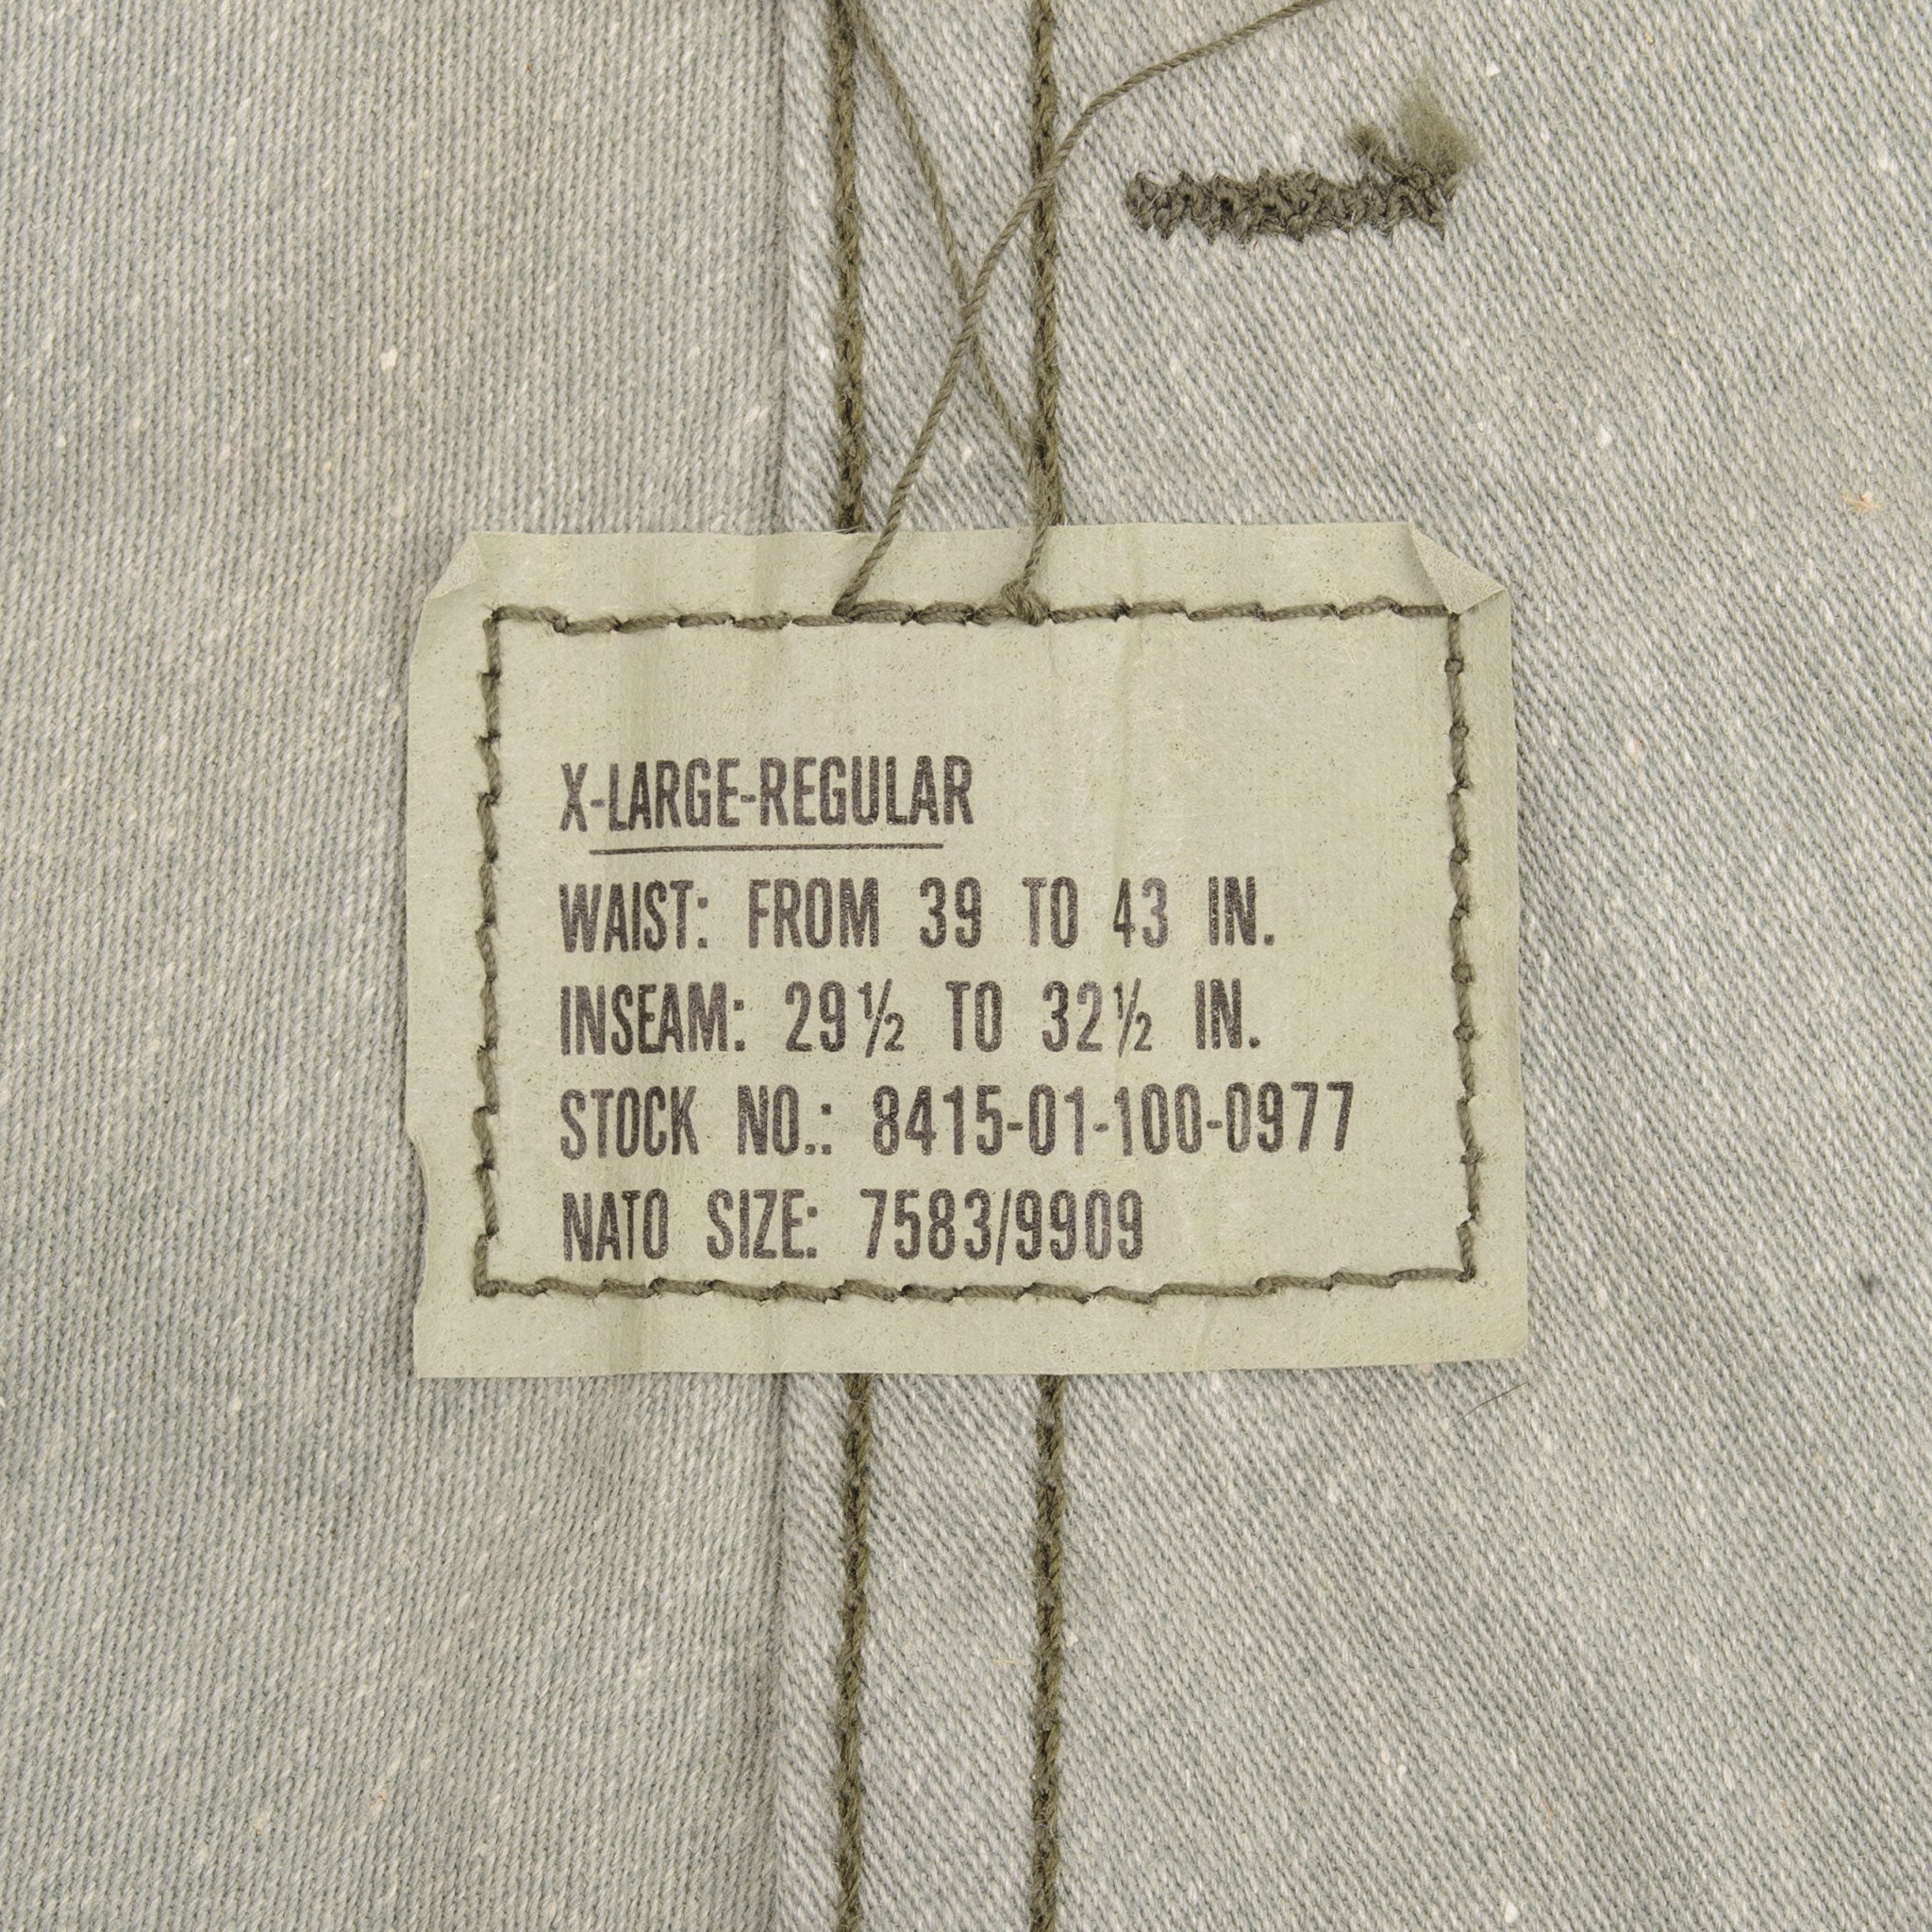 X-LARGE-REGULAR
WAIST: FROM 39 TO 43 IN.
INSEAM: 29½ TO 32½ IN.
STOCK NO.: 8415-01-100-0977
NATO SIZE: 7583/9909